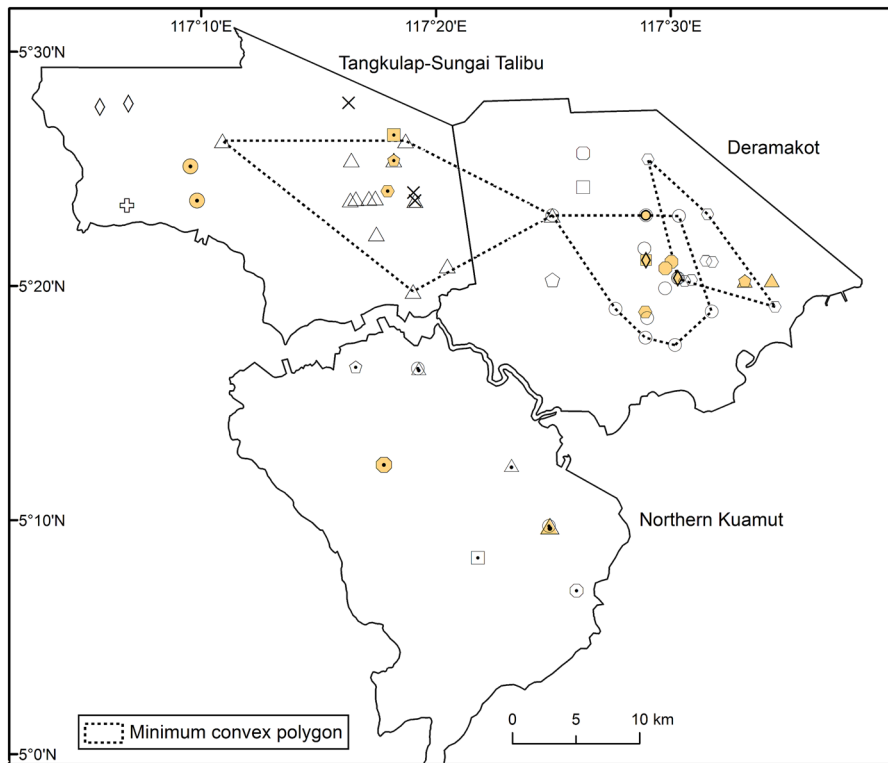 117°10'E 117°20'E 117°30'E
5°30'N
Tangkulap-Sungai Talibu
Deramakot
5°20'N
5°10'N
Northern Kuamut
Minimum convex polygon
0 5 10 km
5°0'N